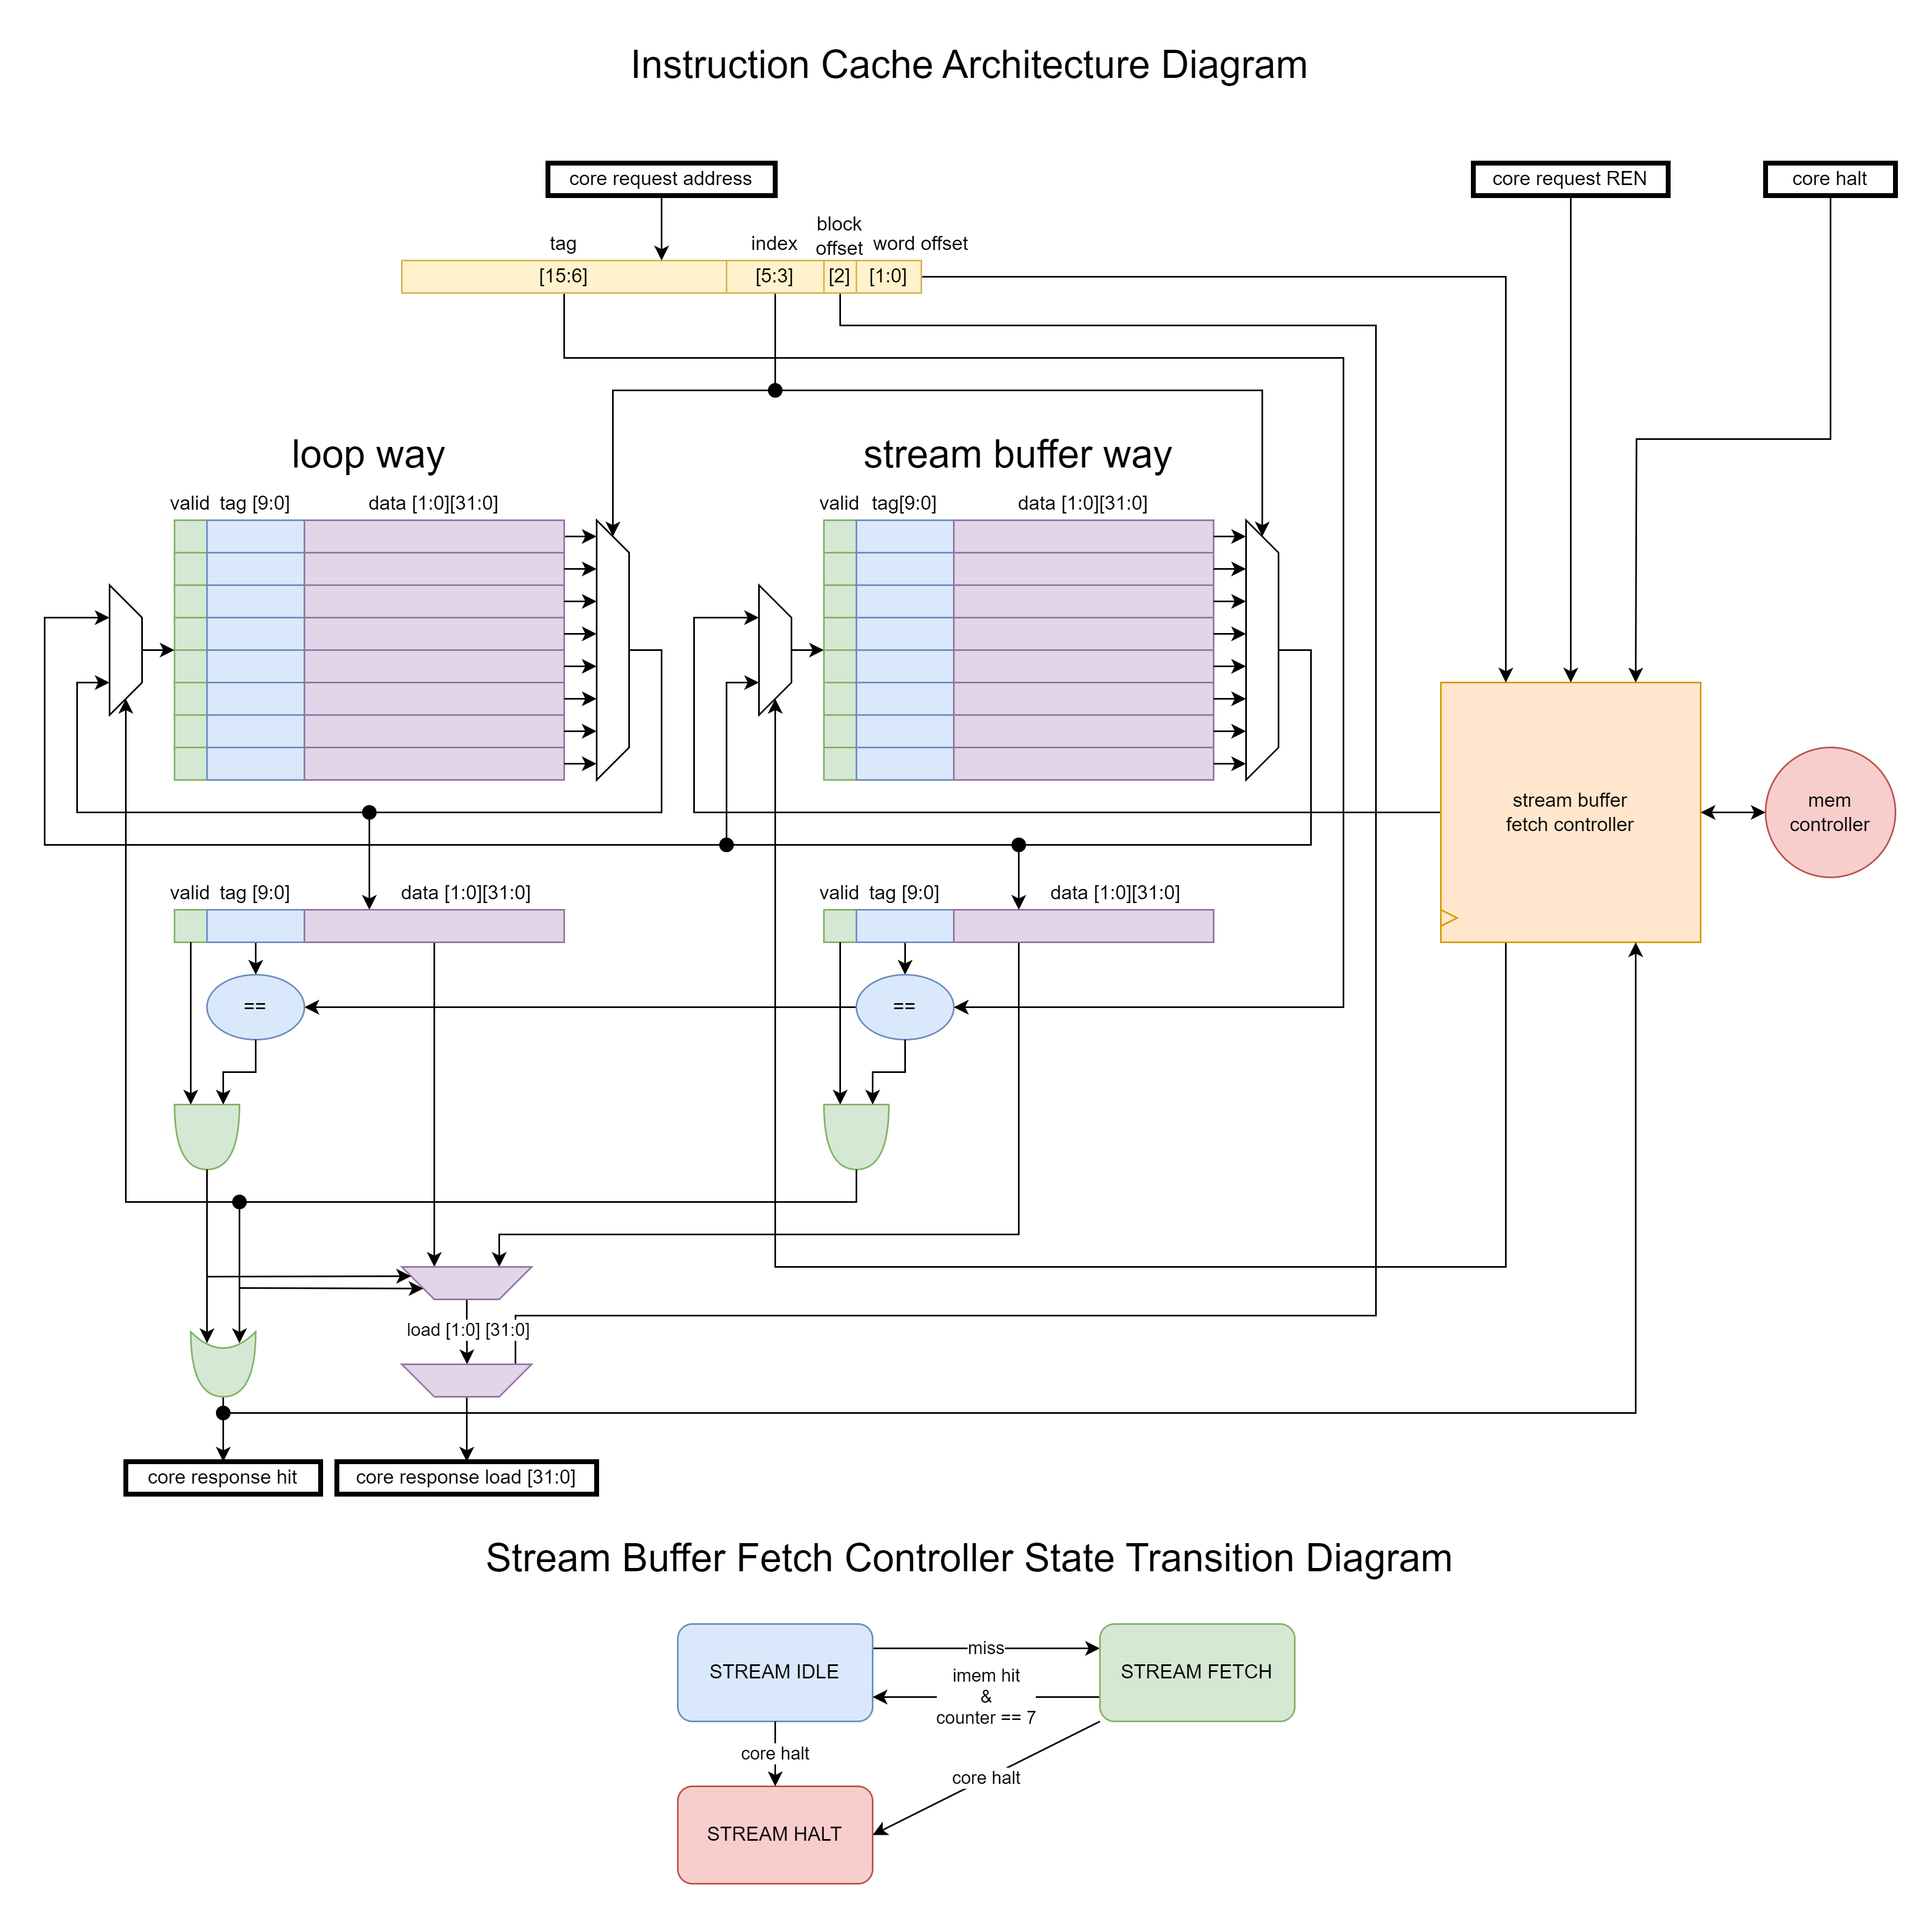 Instruction Cache Architecture Diagram
core request address
core request REN
core halt
tag
index
block
offset
word offset
[15:6]
[5:3]
[2]
[1:0]
loop way
stream buffer way
valid tag [9:0] data [1:0][31:0]
valid tag[9:0] data [1:0][31:0]
stream buffer
fetch controller
mem
controller
valid tag [9:0] data [1:0][31:0]
valid tag [9:0] data [1:0][31:0]
==
==
load [1:0] [31:0]
core response hit
core response load [31:0]
Stream Buffer Fetch Controller State Transition Diagram
STREAM IDLE
miss
imem hit
&
counter == 7
STREAM FETCH
core halt
core halt
STREAM HALT